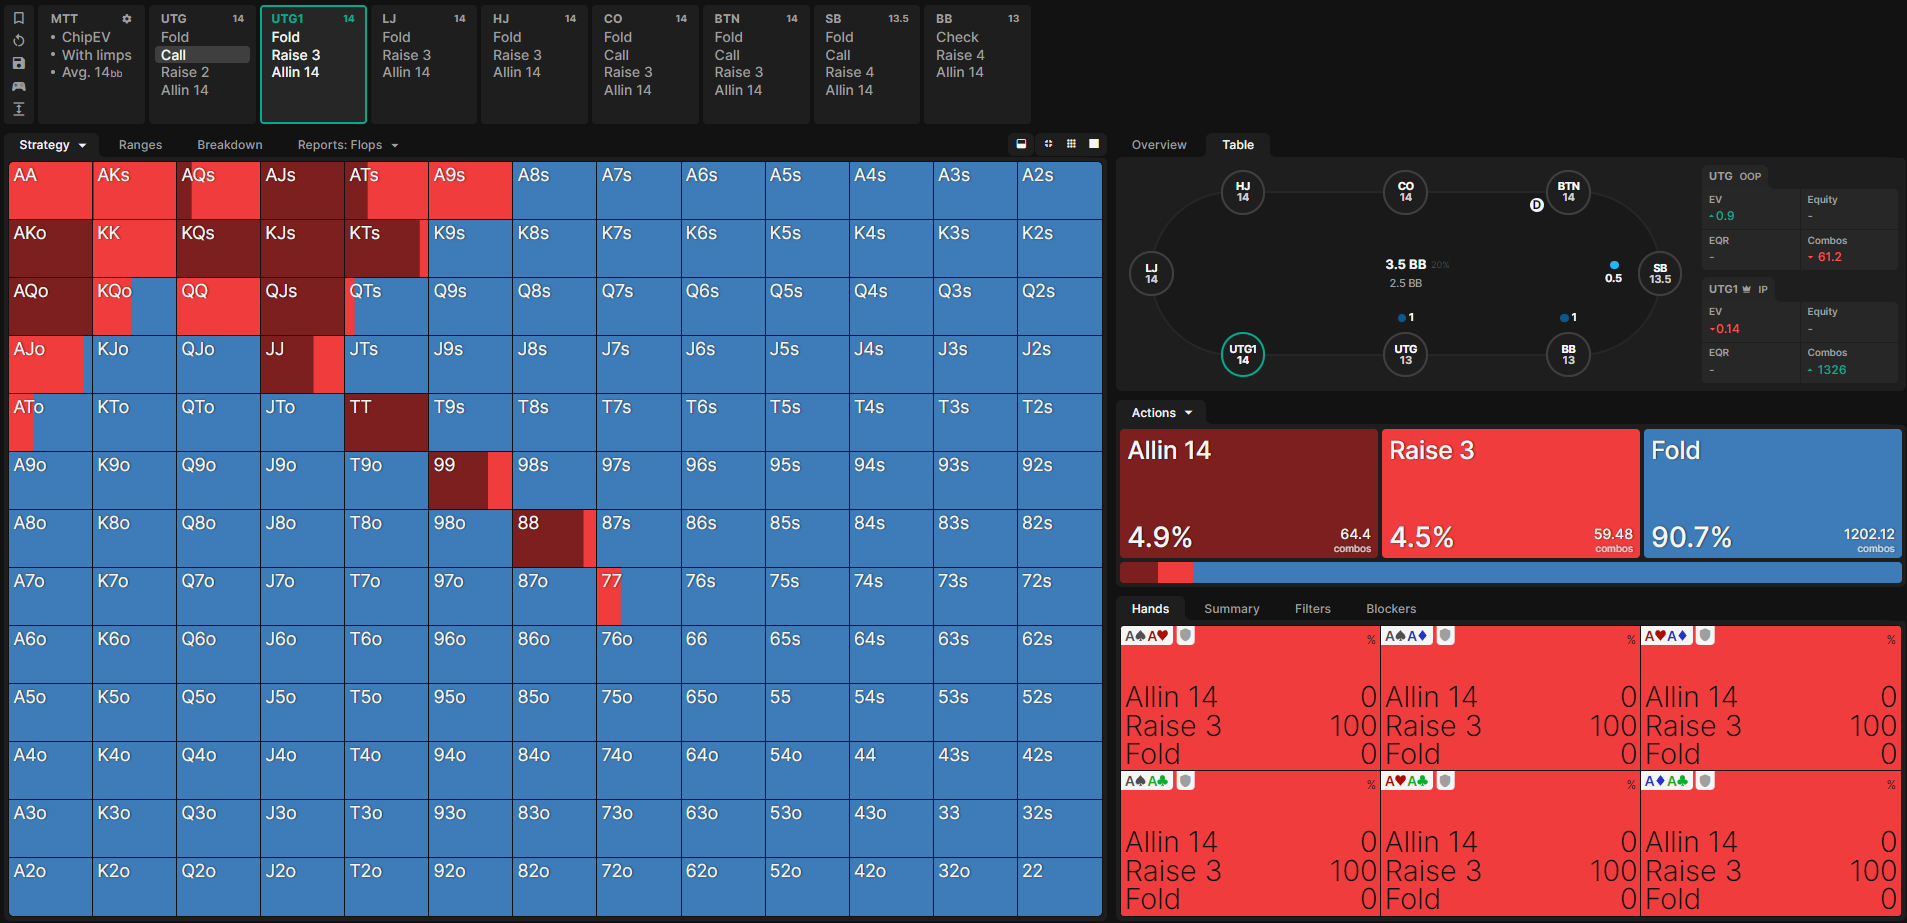 MTT
ChipEV
With limps
Avg. 14bb
UTG 14
Fold
Call
Raise 2
Allin 14
UTG1 14
Fold
Raise 3
Allin 14
LJ 14
Fold
Raise 3
Allin 14
HJ 14
Fold
Raise 3
Allin 14
CO 14
Fold
Call
Raise 3
Allin 14
BTN 14
Fold
Call
Raise 3
Allin 14
SB 13.5
Fold
Call
Raise 4
Allin 14
BB 13
Check
Raise 4
Allin 14
Strategy Ranges Breakdown Reports: Flops
AA AKs AQs AJs ATs A9s A8s A7s A6s A5s A4s A3s A2s
AKo KK KQs KJs KTs K9s K8s K7s K6s K5s K4s K3s K2s
AQo KQo QQ QJs QTs Q9s Q8s Q7s Q6s Q5s Q4s Q3s Q2s
AJo KJo QJo JJ JTs J9s J8s J7s J6s J5s J4s J3s J2s
ATo KTo QTo JTo TT T9s T8s T7s T6s T5s T4s T3s T2s
A9o K9o Q9o J9o T9o 99 98s 97s 96s 95s 94s 93s 92s
A8o K8o Q8o J8o T8o 98o 88 87s 86s 85s 84s 83s 82s
A7o K7o Q7o J7o T7o 97o 87o 77 76s 75s 74s 73s 72s
A6o K6o Q6o J6o T6o 96o 86o 76o 66 65s 64s 63s 62s
A5o K5o Q5o J5o T5o 95o 85o 75o 65o 55 54s 53s 52s
A4o K4o Q4o J4o T4o 94o 84o 74o 64o 54o 44 43s 42s
A3o K3o Q3o J3o T3o 93o 83o 73o 63o 53o 43o 33 32s
A2o K2o Q2o J2o T2o 92o 82o 72o 62o 52o 42o 32o 22
Overview Table
HJ 14
CO 14
BTN 14
D
LJ 14
3.5 BB 20%
2.5 BB
0.5
SB 13.5
1
1
UTG1 14
UTG 13
BB 13
UTG OOP
EV Equity
0.9 -
EQR Combos
- 61.2
UTG1 IP
EV Equity
0.14 -
EQR Combos
- 1326
Actions
Allin 14 Raise 3 Fold
4.9% 64.4 combos 4.5% 59.48 combos 90.7% 1202.12 combos
Hands Summary Filters Blockers
A♠A♥ % A♠A♦ % A♥A♦ %
Allin 14 0 Allin 14 0 Allin 14 0
Raise 3 100 Raise 3 100 Raise 3 100
Fold 0 Fold 0 Fold 0
A♠A♣ % A♥A♣ % A♦A♣ %
Allin 14 0 Allin 14 0 Allin 14 0
Raise 3 100 Raise 3 100 Raise 3 100
Fold 0 Fold 0 Fold 0